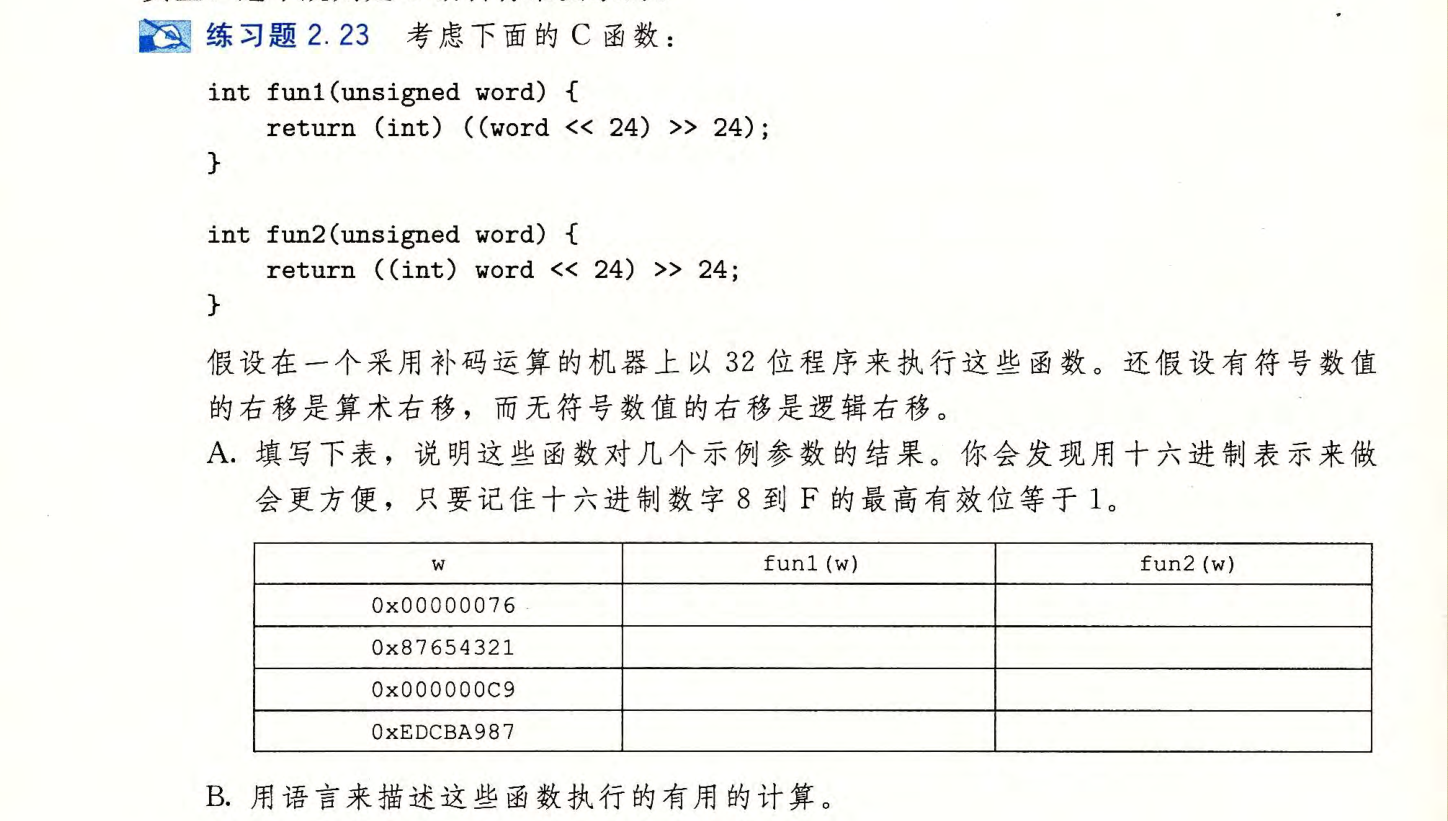 练习题 2.23 考虑下面的 C 函数：
int fun1(unsigned word) {
    return (int) ((word << 24) >> 24);
}
int fun2(unsigned word) {
    return ((int) word << 24) >> 24;
}
假设在一个采用补码运算的机器上以 32 位程序来执行这些函数。还假设有符号数值
的右移是算术右移，而无符号数值的右移是逻辑右移。
A. 填写下表，说明这些函数对几个示例参数的结果。你会发现用十六进制表示来做
会更方便，只要记住十六进制数字 8 到 F 的最高有效位等于 1。
w fun1(w) fun2(w)
0x00000076
0x87654321
0x000000C9
0xEDCBA987
B. 用语言来描述这些函数执行的有用的计算。